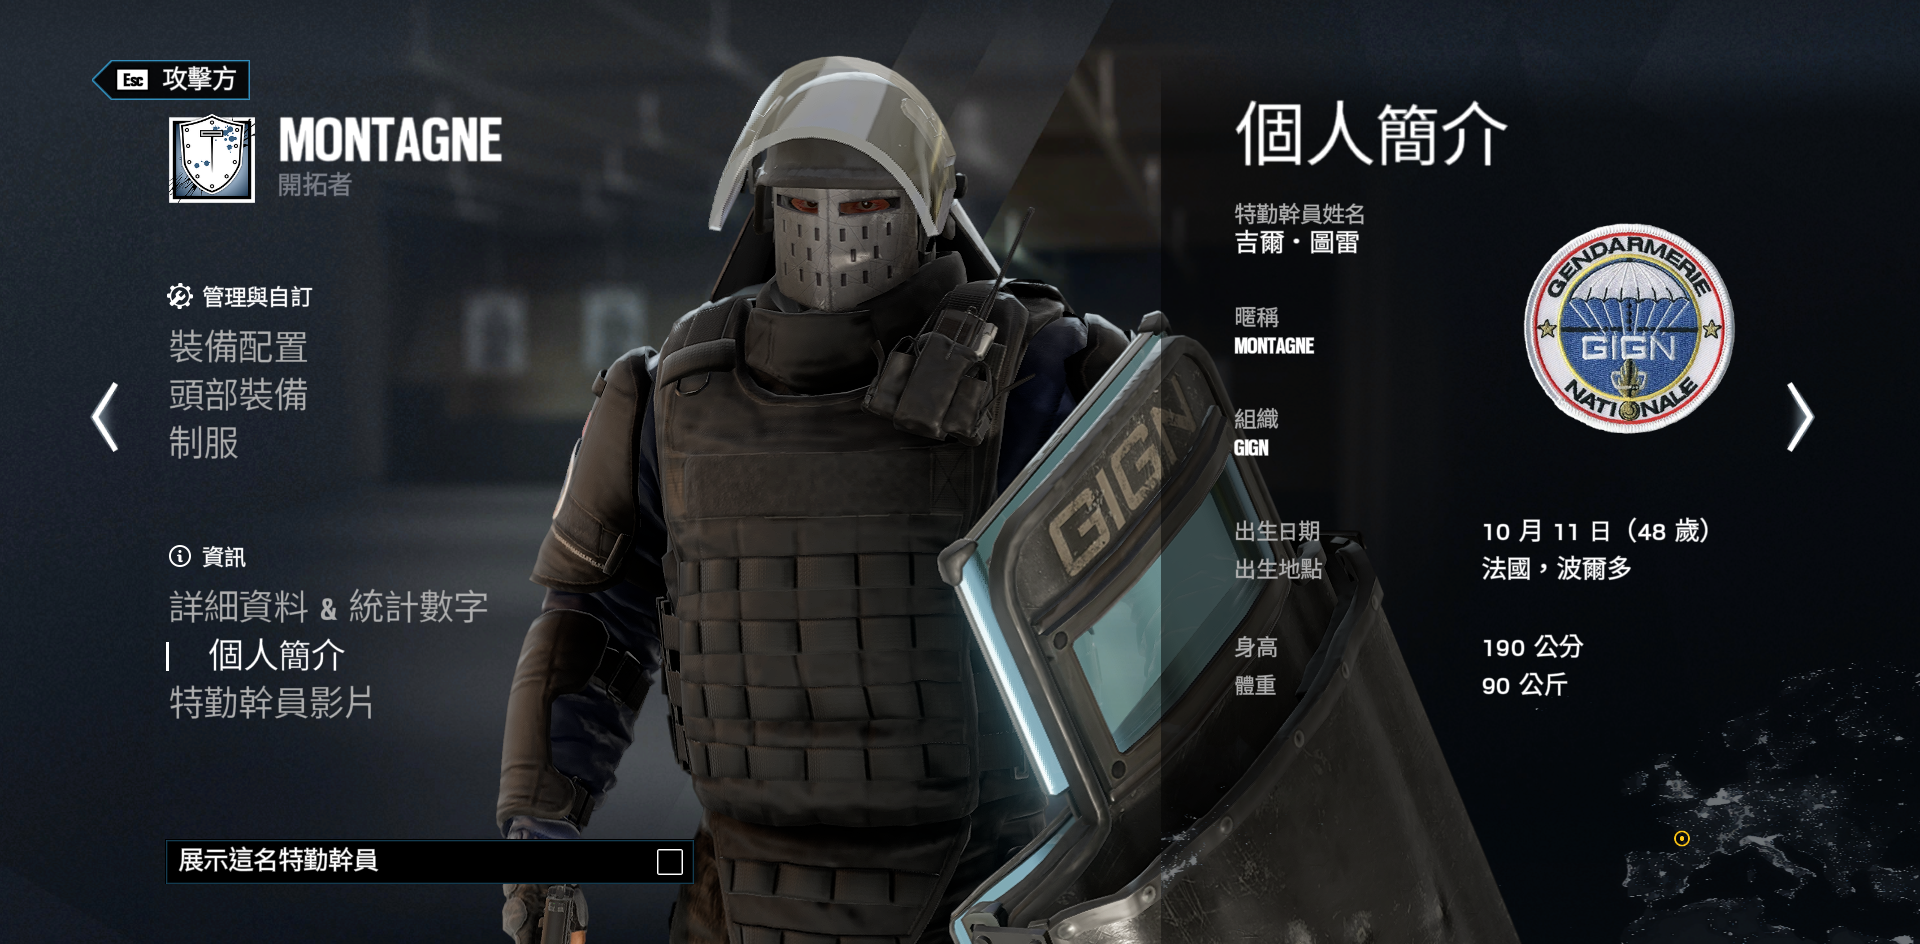 Esc 攻擊方
MONTAGNE
開拓者
管理與自訂
裝備配置
頭部裝備
制服
資訊
詳細資料 & 統計數字
個人簡介
特勤幹員影片
展示這名特勤幹員
GIGN
個人簡介
特勤幹員姓名
吉爾・圖雷
暱稱
MONTAGNE
組織
GIGN
GENDARMERIE
GIGN
NATIONALE
出生日期 10 月 11 日（48 歲）
出生地點 法國，波爾多
身高 190 公分
體重 90 公斤